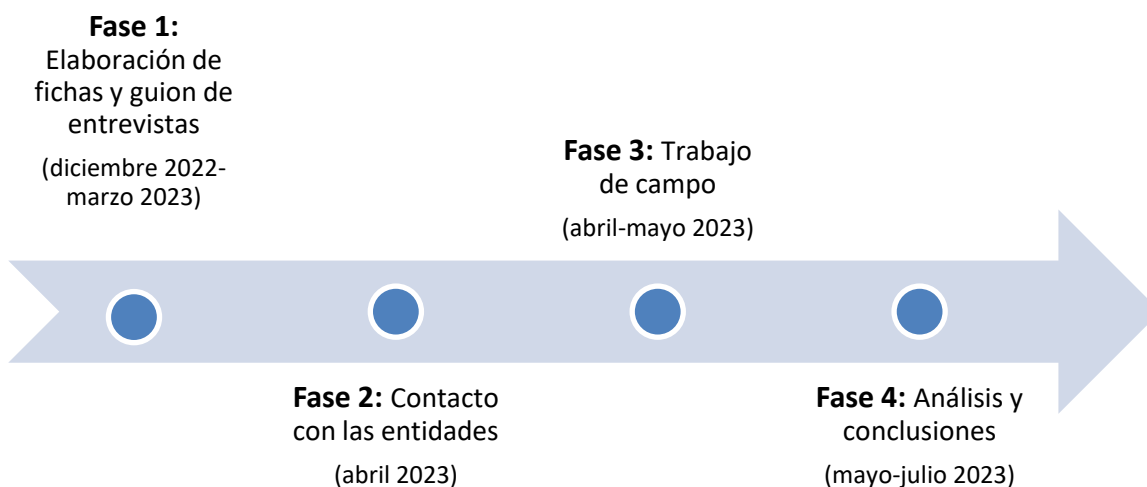 Fase 1:
Elaboración de
fichas y guion de
entrevistas
(diciembre 2022-
marzo 2023)
Fase 2: Contacto
con las entidades
(abril 2023)
Fase 3: Trabajo
de campo
(abril-mayo 2023)
Fase 4: Análisis y
conclusiones
(mayo-julio 2023)